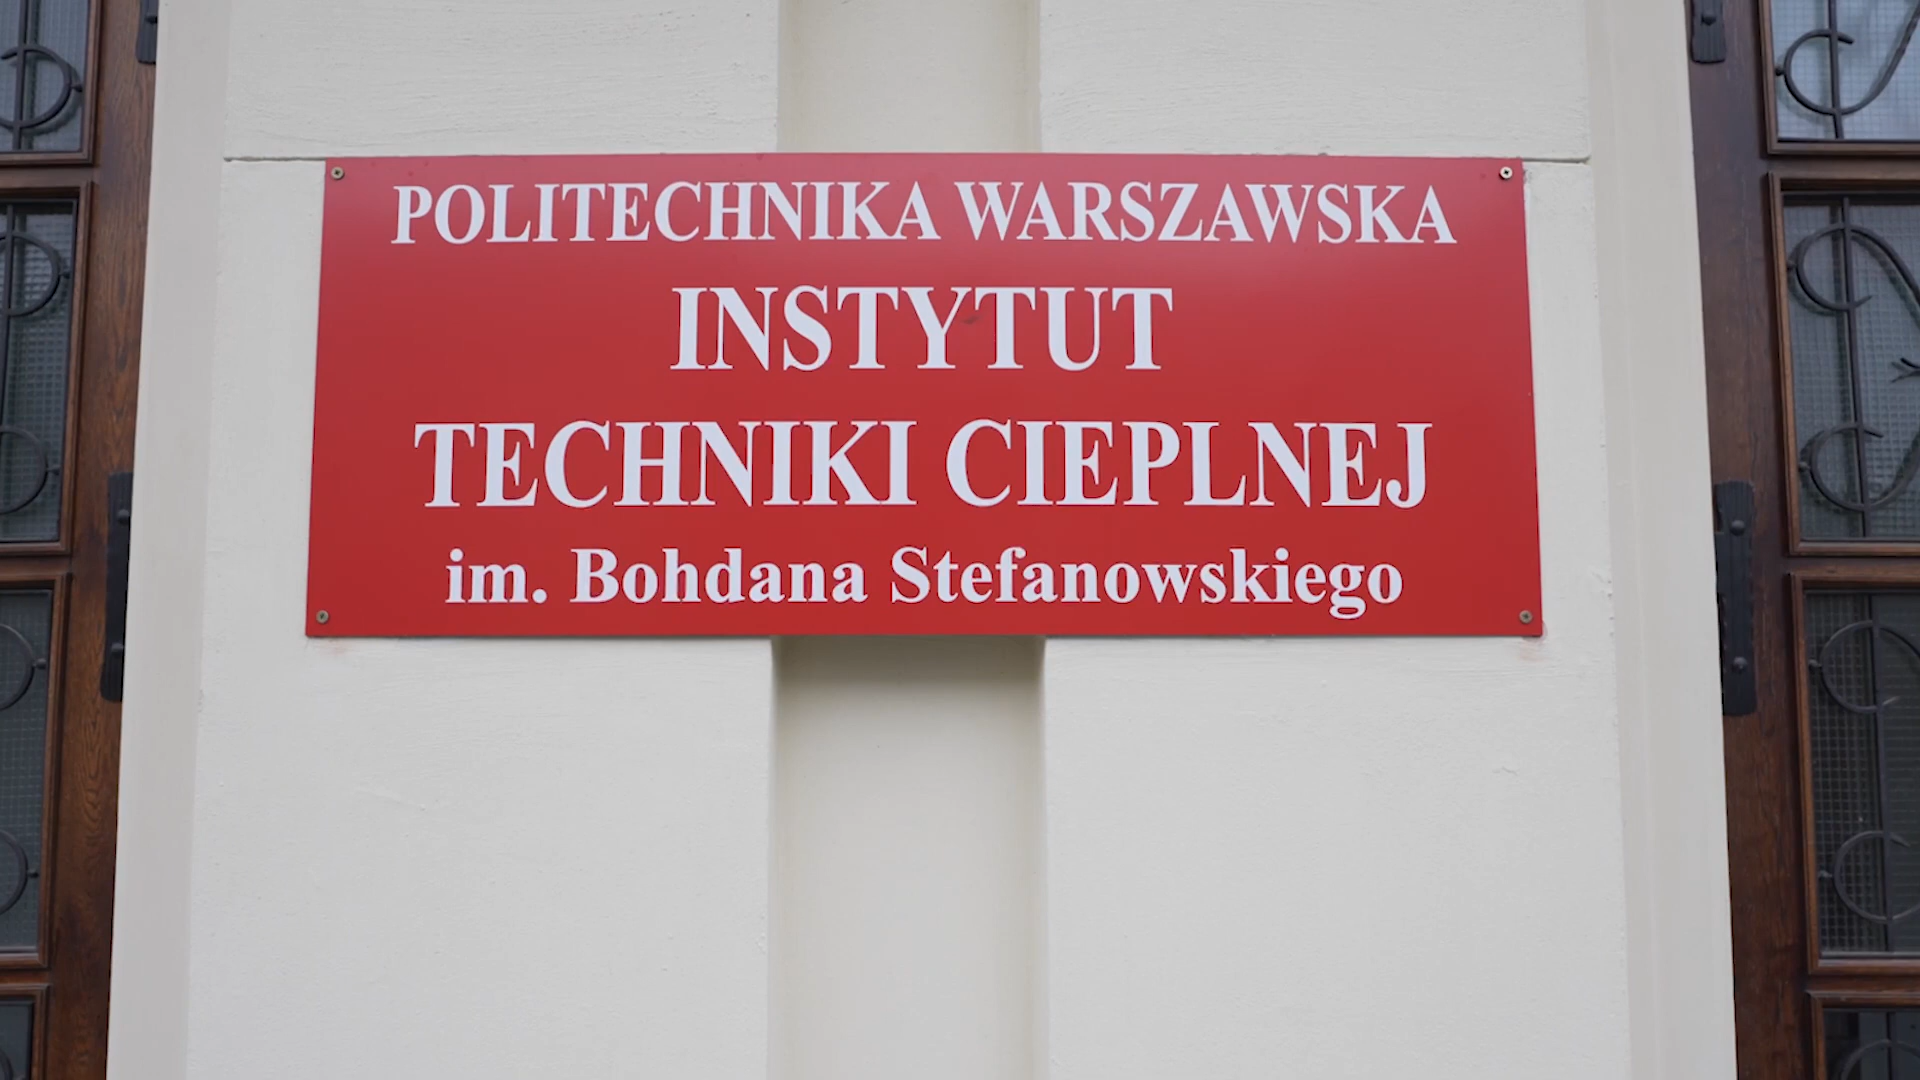 POLITECHNIKA WARSZAWSKA
INSTYTUT
TECHNIKI CIEPLNEJ
im. Bohdana Stefanowskiego